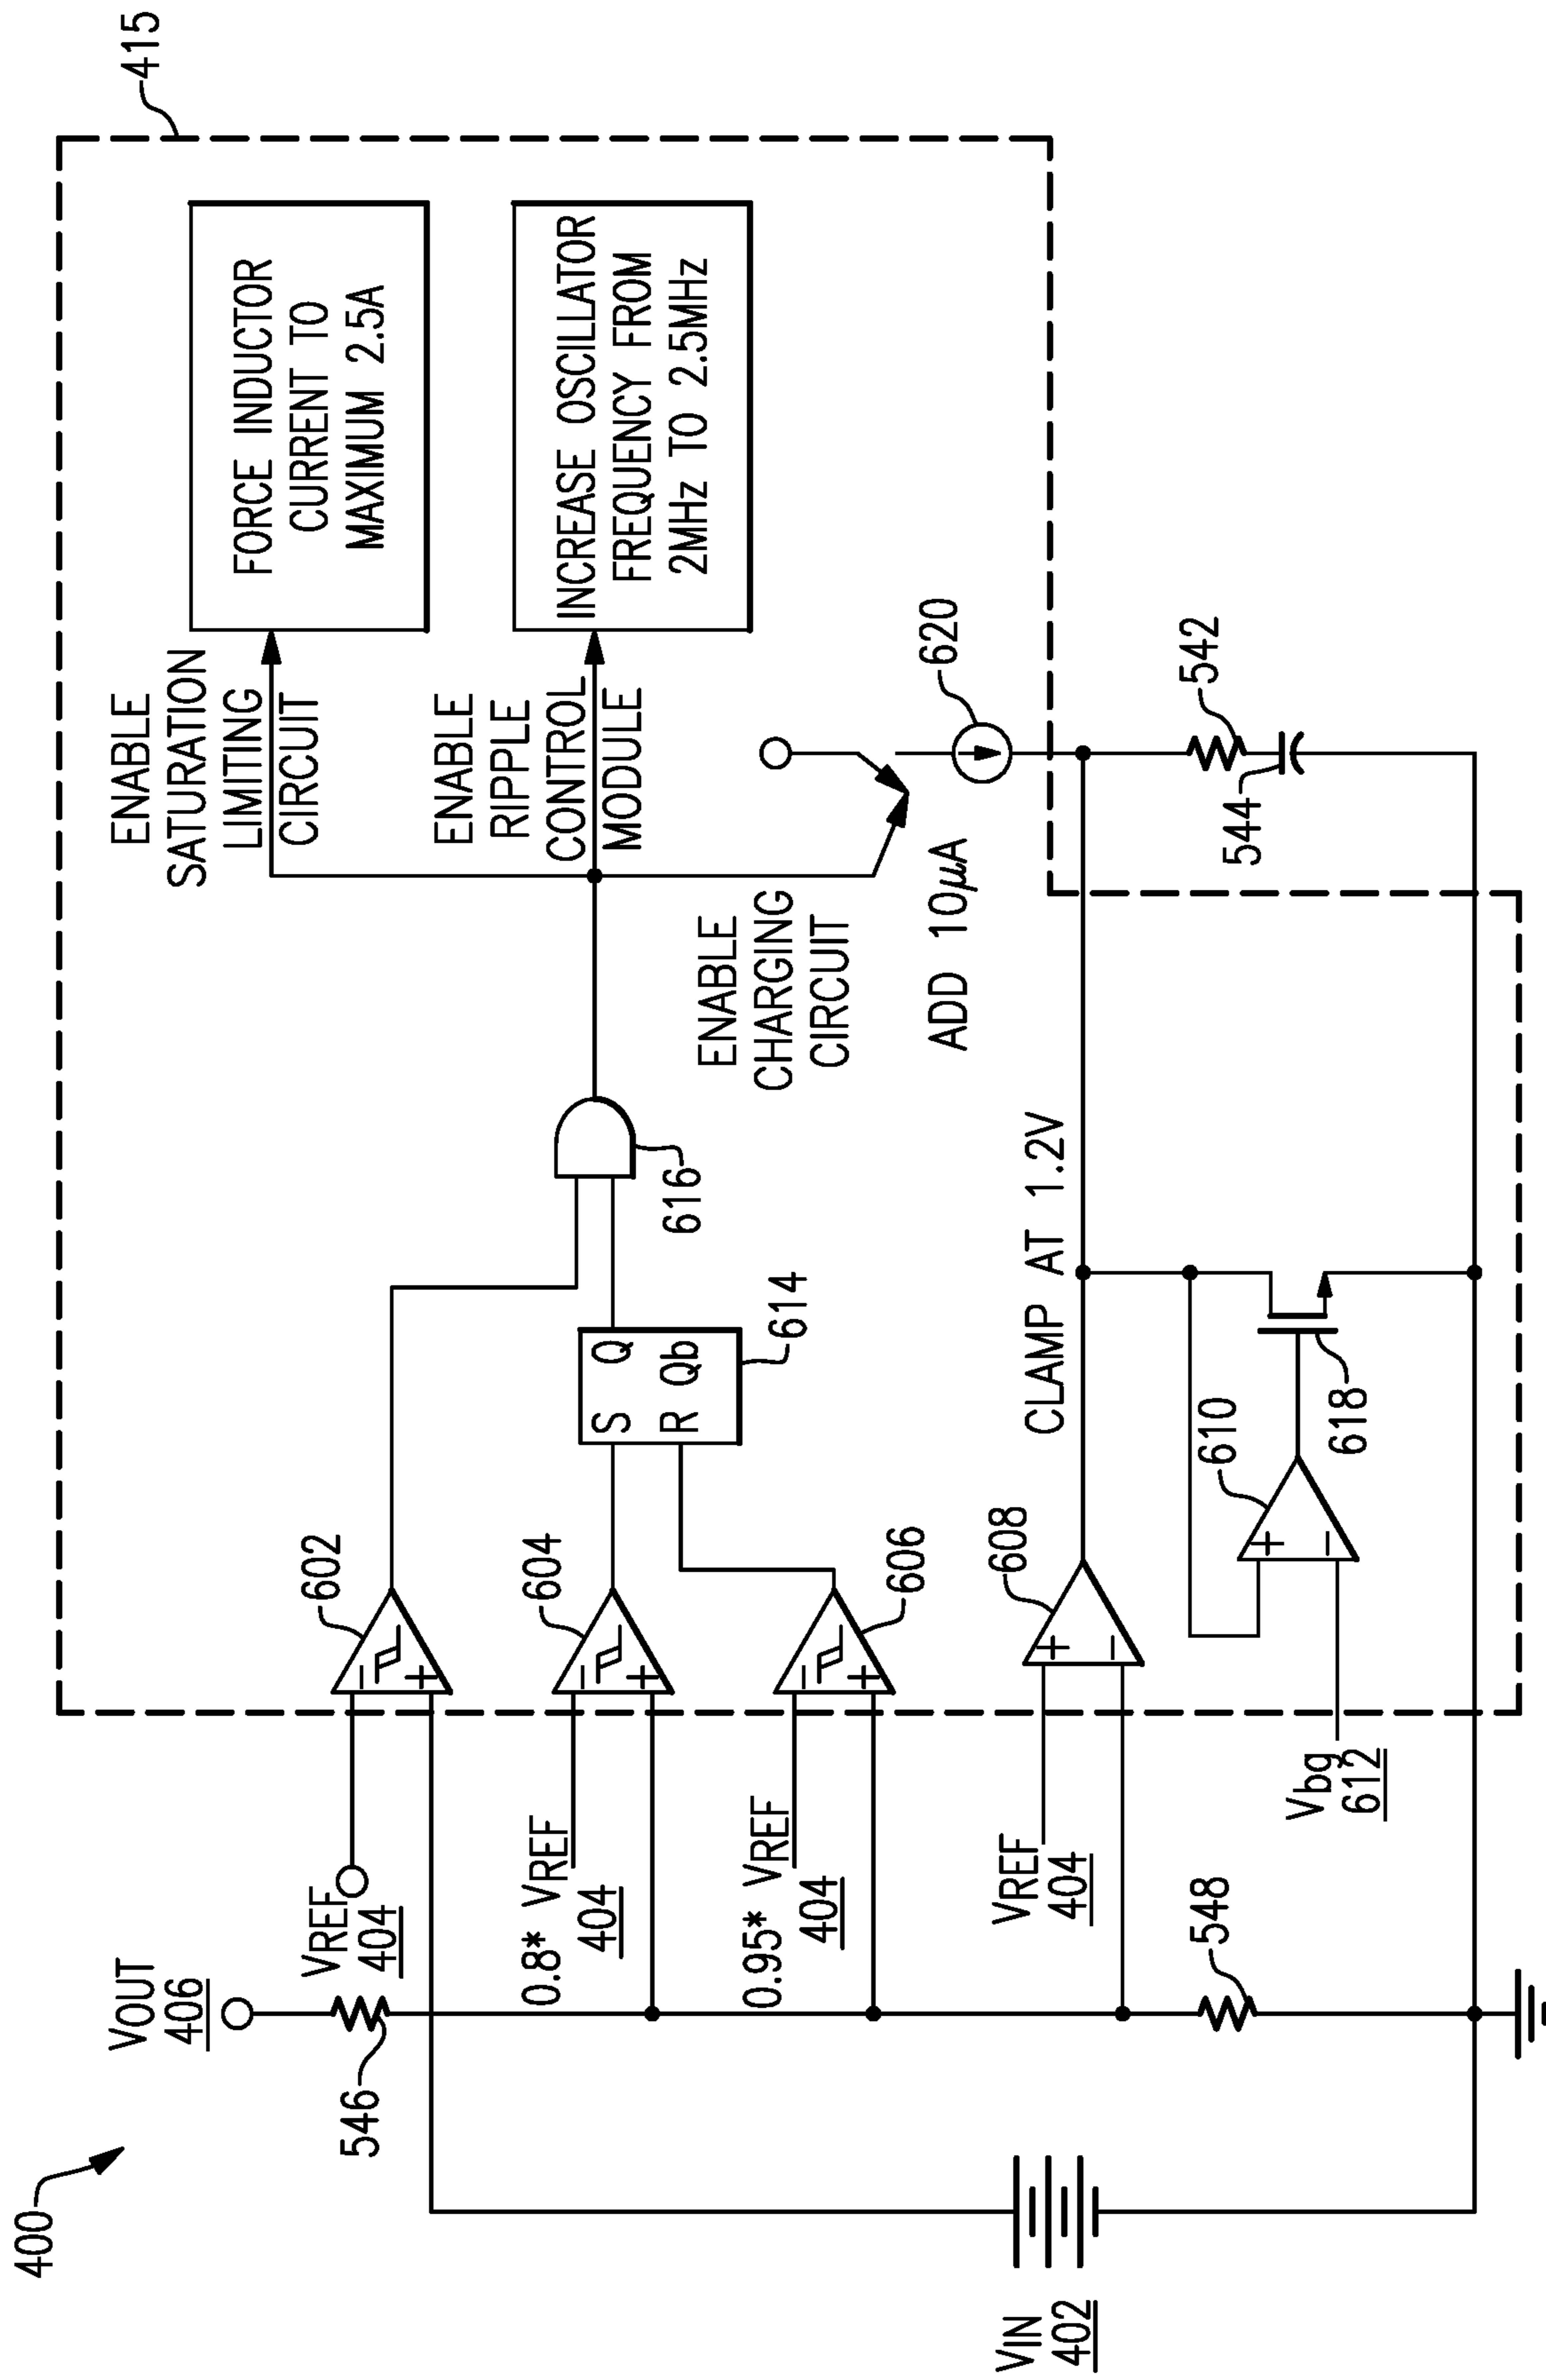 400
415
VOUT
406
546
VREF
404
0.8* VREF
404
0.95* VREF
404
VREF
404
548
VIN
402
Vbg
612
602
−
+
604
−
+
606
−
+
608
+
−
610
+
−
618
S Q
R Qb
614
616
CLAMP AT 1.2V
ENABLE
SATURATION
LIMITING
CIRCUIT
FORCE INDUCTOR
CURRENT TO
MAXIMUM 2.5A
ENABLE
RIPPLE
CONTROL
MODULE
INCREASE OSCILLATOR
FREQUENCY FROM
2MHz TO 2.5MHz
ENABLE
CHARGING
CIRCUIT
ADD 10μA
620
542
544